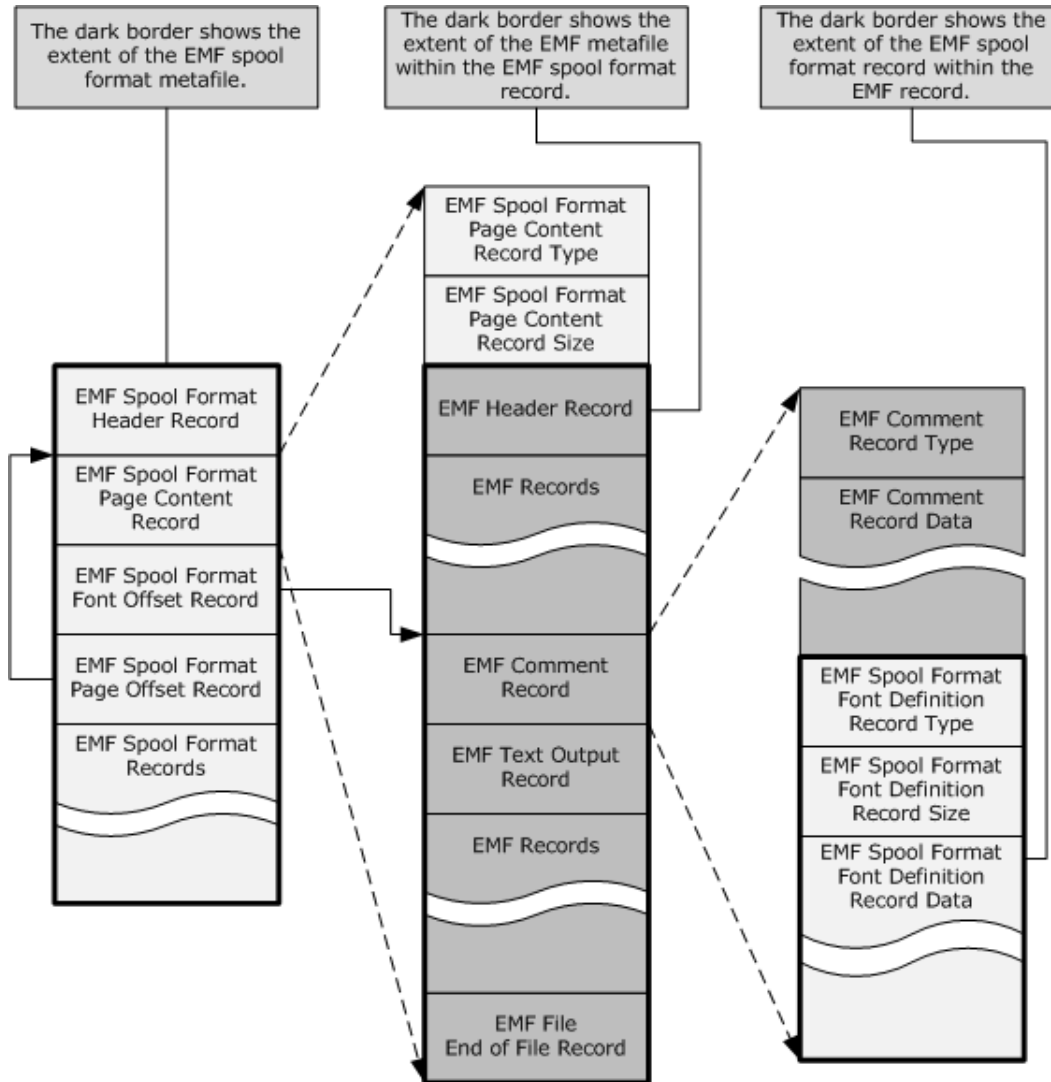 The dark border shows the
extent of the EMF spool
format metafile.
The dark border shows the
extent of the EMF metafile
within the EMF spool format
record.
The dark border shows the
extent of the EMF spool
format record within the
EMF record.
EMF Spool Format
Header Record
EMF Spool Format
Page Content
Record
EMF Spool Format
Font Offset Record
EMF Spool Format
Page Offset Record
EMF Spool Format
Records
EMF Spool Format
Page Content
Record Type
EMF Spool Format
Page Content
Record Size
EMF Header Record
EMF Records
EMF Comment
Record
EMF Text Output
Record
EMF Records
EMF File
End of File Record
EMF Comment
Record Type
EMF Comment
Record Data
EMF Spool Format
Font Definition
Record Type
EMF Spool Format
Font Definition
Record Size
EMF Spool Format
Font Definition
Record Data